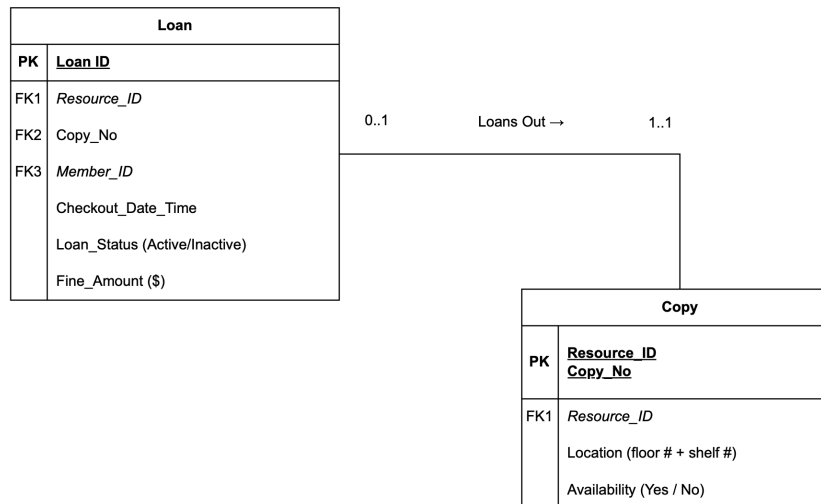 Loan
PK Loan ID
FK1 Resource_ID
FK2 Copy_No
FK3 Member_ID
Checkout_Date_Time
Loan_Status (Active/Inactive)
Fine_Amount ($)
0..1 Loans Out → 1..1
Copy
PK Resource_ID
Copy_No
FK1 Resource_ID
Location (floor # + shelf #)
Availability (Yes / No)